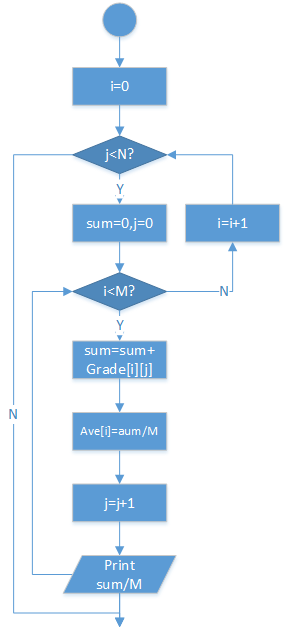 i=0
j<N?
Y
sum=0,j=0
i=i+1
i<M?
N
Y
sum=sum+
Grade[i][j]
N
Ave[i]=aum/M
j=j+1
Print
sum/M